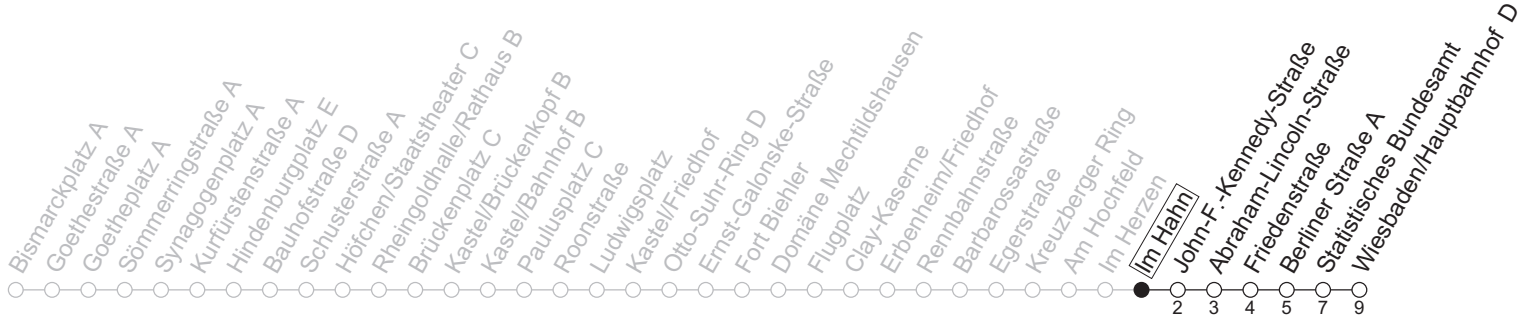 Bismarckplatz A
Goethestraße A
Goetheplatz A
Sömmerringstraße A
Synagogenplatz A
Kurfürstenstraße A
Hindenburgplatz E
Bauhofstraße D
Schusterstraße A
Höfchen/Staatstheater C
Rheingoldhalle/Rathaus B
Brückenplatz C
Kastel/Brückenkopf B
Kastel/Bahnhof B
Paulusplatz C
Roonstraße
Ludwigsplatz
Kastel/Friedhof
Otto-Suhr-Ring D
Ernst-Galonske-Straße
Fort Biehler
Domäne Mechtildshausen
Flugplatz
Clay-Kaserne
Erbenheim/Friedhof
Rennbahnstraße
Barbarossastraße
Egerstraße
Kreuzberger Ring
Am Hochfeld
Im Herzen
Im Hahn
John-F.-Kennedy-Straße
Abraham-Lincoln-Straße
Friedenstraße
Berliner Straße A
Statistisches Bundesamt
Wiesbaden/Hauptbahnhof D
2 3 4 5 7 9